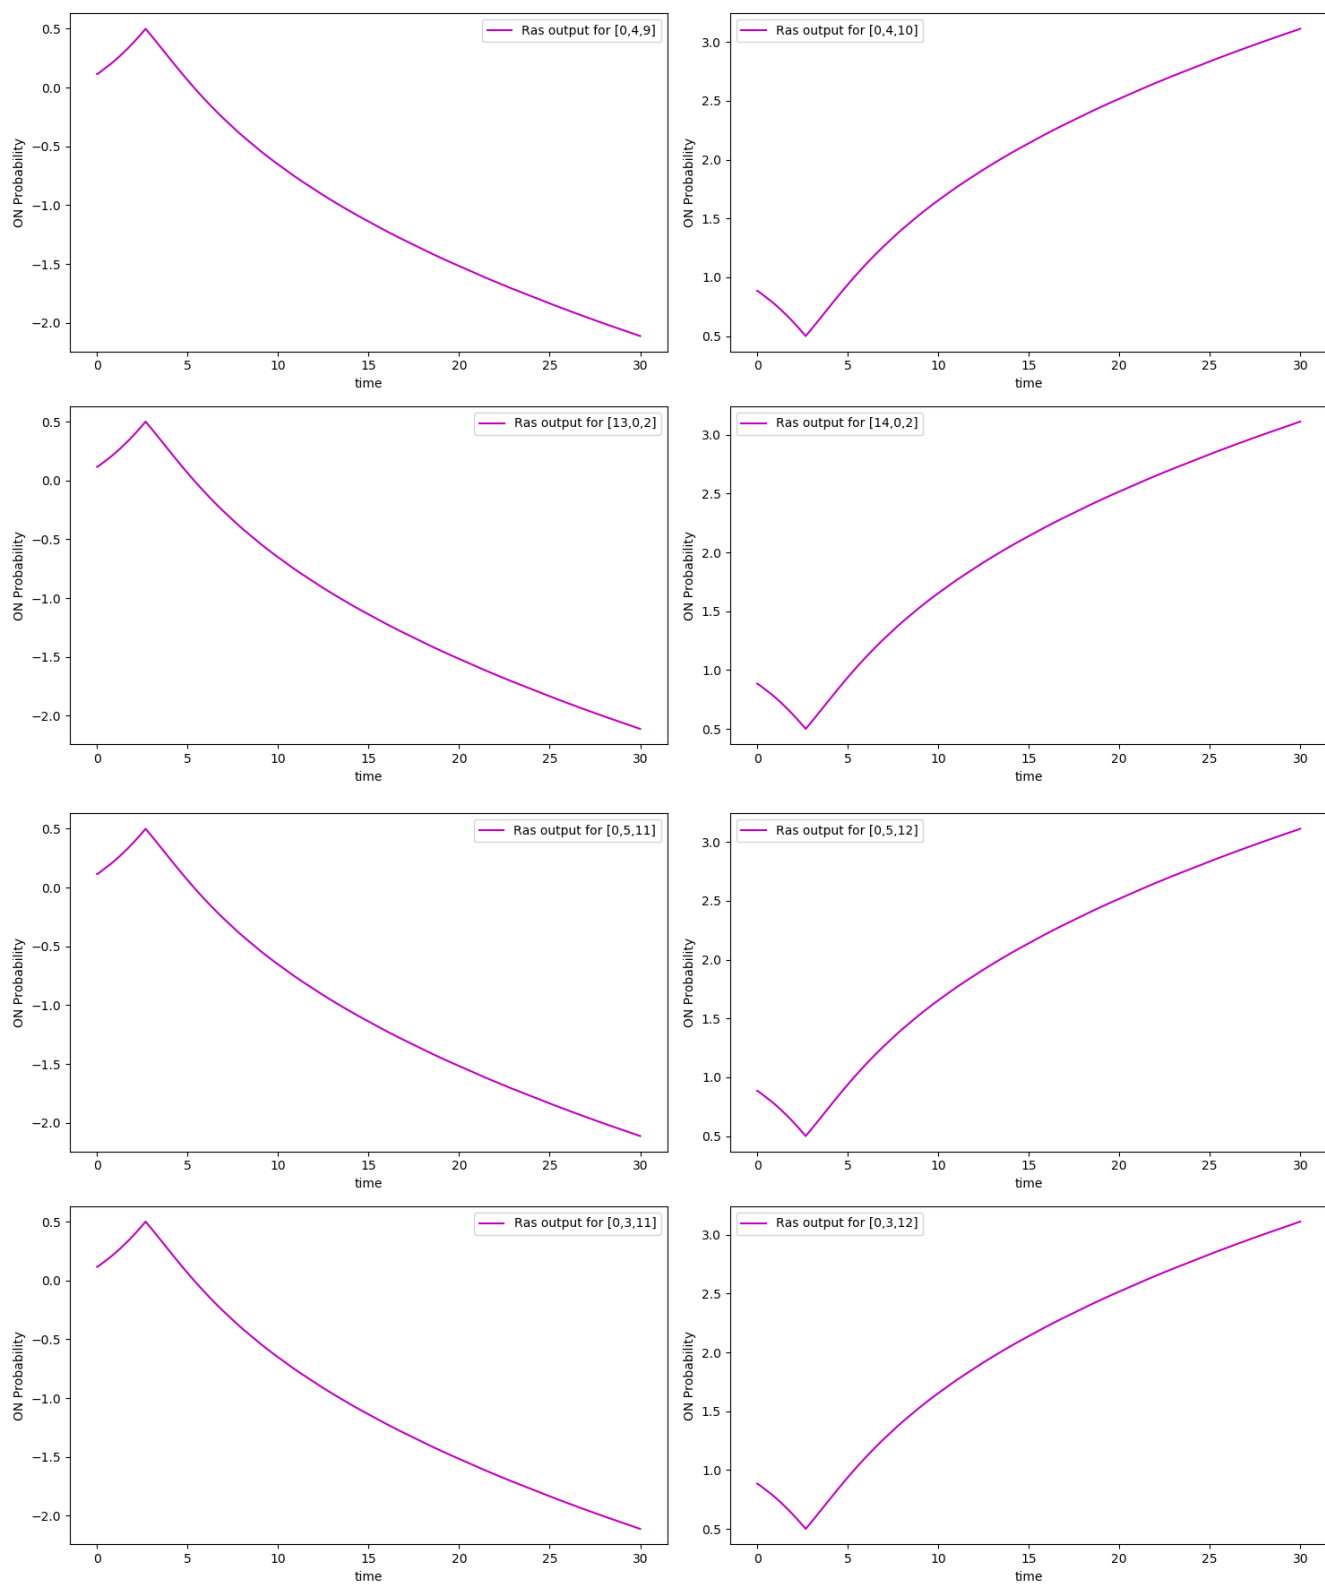 Ras output for [0,4,9]
0.5
0.0
−0.5
−1.0
−1.5
−2.0
ON Probability
0 5 10 15 20 25 30
time
Ras output for [0,4,10]
3.0
2.5
2.0
1.5
1.0
0.5
ON Probability
0 5 10 15 20 25 30
time
Ras output for [13,0,2]
0.5
0.0
−0.5
−1.0
−1.5
−2.0
ON Probability
0 5 10 15 20 25 30
time
Ras output for [14,0,2]
3.0
2.5
2.0
1.5
1.0
0.5
ON Probability
0 5 10 15 20 25 30
time
Ras output for [0,5,11]
0.5
0.0
−0.5
−1.0
−1.5
−2.0
ON Probability
0 5 10 15 20 25 30
time
Ras output for [0,5,12]
3.0
2.5
2.0
1.5
1.0
0.5
ON Probability
0 5 10 15 20 25 30
time
Ras output for [0,3,11]
0.5
0.0
−0.5
−1.0
−1.5
−2.0
ON Probability
0 5 10 15 20 25 30
time
Ras output for [0,3,12]
3.0
2.5
2.0
1.5
1.0
0.5
ON Probability
0 5 10 15 20 25 30
time